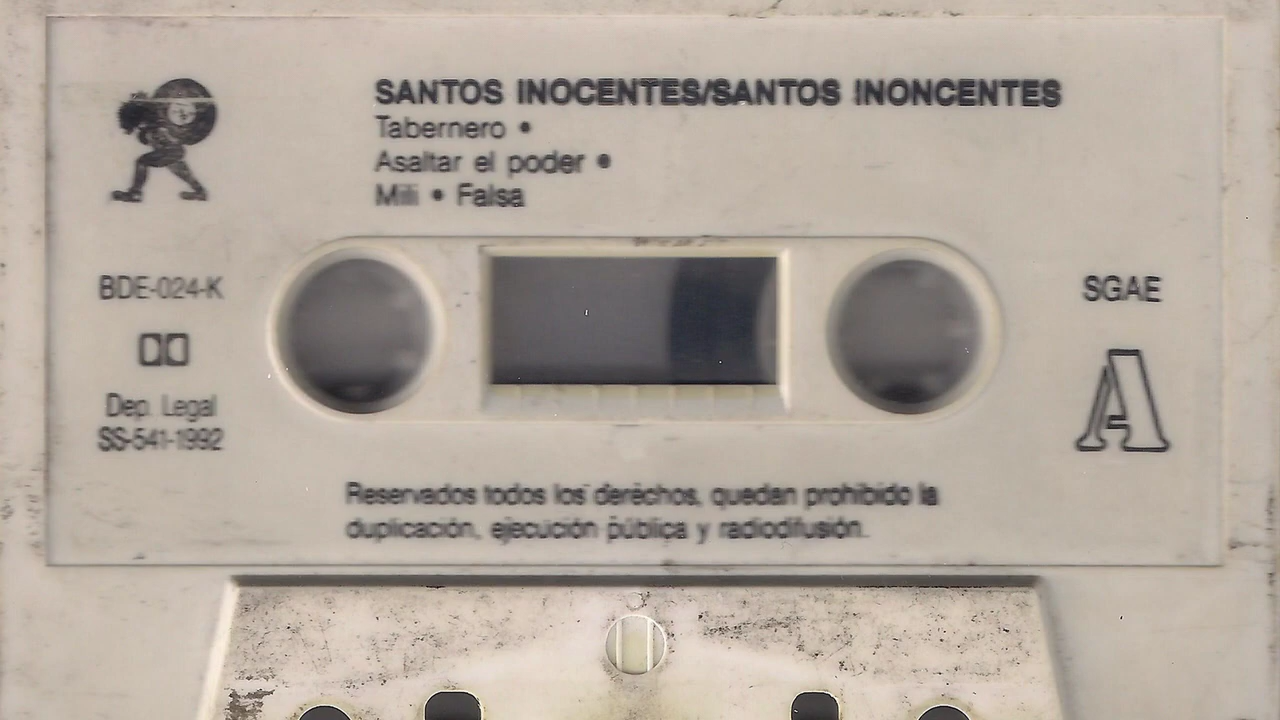 SANTOS INOCENTES/SANTOS INONCENTES
Tabernero •
Asaltar el poder •
Mili • Falsa
BDE-024-K
SGAE
Dep. Legal
SS-541-1992
A
Reservados todos los derechos, quedan prohibido la
duplicación, ejecución pública y radiodifusión.